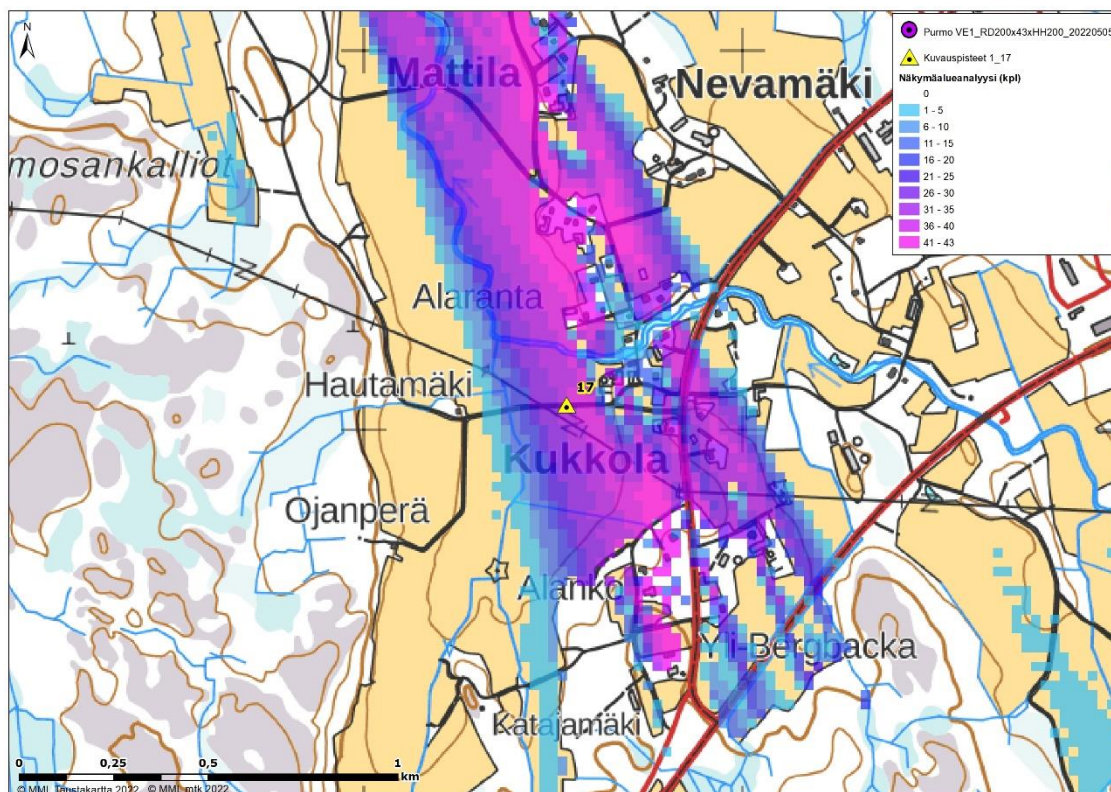 N
Mattila
Nevamäki
mosankalliot
Alaranta
Hautamäki
17
Kukkola
Ojanperä
Alanko
Yli-Bergbacka
Katajamäki
Purmo VE1_RD200x43xHH200_20220505
Kuvauspisteet 1_17
Näkymäalueanalyysi (kpl)
0
1 - 5
6 - 10
11 - 15
16 - 20
21 - 25
26 - 30
31 - 35
36 - 40
41 - 43
0 0,25 0,5 1
km
© MML Taustakartta 2022 © MML mtk 2022